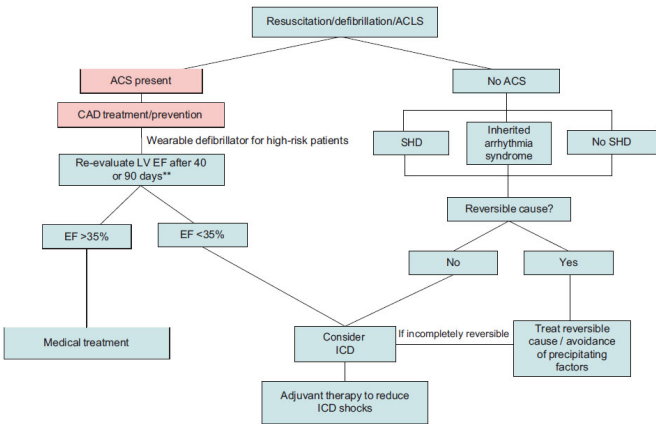 Resuscitation/defibrillation/ACLS
ACS present
No ACS
CAD treatment/prevention
Wearable defibrillator for high-risk patients
SHD
Inherited
arrhythmia
syndrome
No SHD
Re-evaluate LV EF after 40
or 90 days**
Reversible cause?
EF >35%
EF <35%
No
Yes
Medical treatment
Consider
ICD
If incompletely reversible
Treat reversible
cause / avoidance
of precipitating
factors
Adjuvant therapy to reduce
ICD shocks